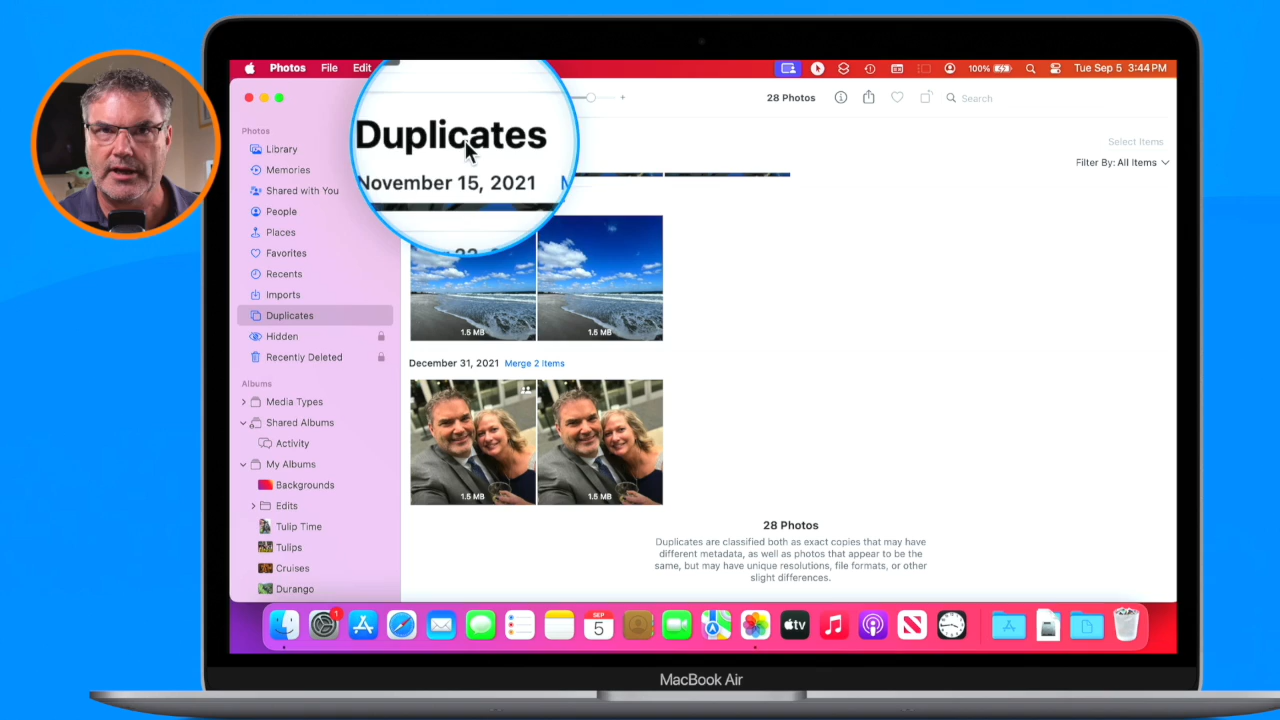 Photos File Edit
100% Tue Sep 5 3:44 PM
28 Photos
Search
Duplicates
November 15, 2021
Select Items
Filter By: All Items
Photos
Library
Memories
Shared with You
People
Places
Favorites
Recents
Imports
Duplicates
Hidden
Recently Deleted
Albums
Media Types
Shared Albums
Activity
My Albums
Backgrounds
Edits
Tulip Time
Tulips
Cruises
Durango
1.5 MB
1.5 MB
December 31, 2021 Merge 2 Items
1.5 MB
1.5 MB
28 Photos
Duplicates are classified both as exact copies that may have
different metadata, as well as photos that appear to be the
same, but may have unique resolutions, file formats, or other
slight differences.
1
SEP
5
tv
MacBook Air